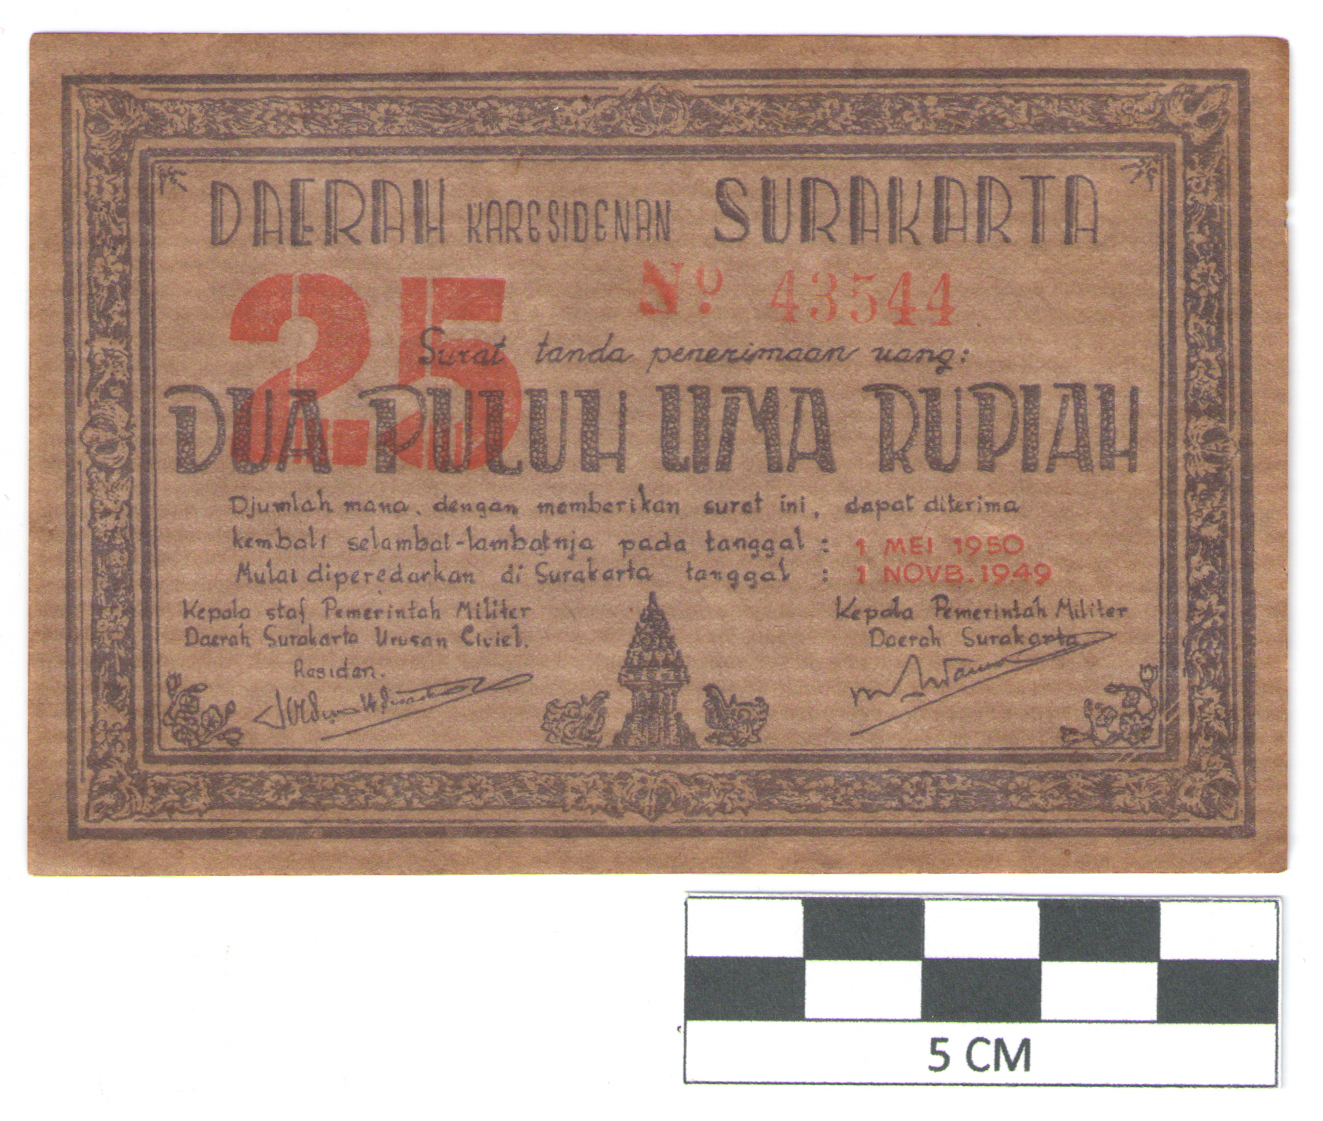 DAERAH KARESIDENAN SURAKARTA
25
No 43544
Surat tanda penerimaan uang:
DUA PULUH LIMA RUPIAH
Djumlah mana, dengan memberikan surat ini, dapat diterima
kembali selambat-lambatnja pada tanggal : 1 MEI 1950
Mulai diperedarkan di Surakarta tanggal : 1 NOVB.1949
Kepala staf Pemerintah Militer
Daerah Surakarta Urusan Civiel.
Residen.
Kepala Pemerintah Militer
Daerah Surakarta
5 CM